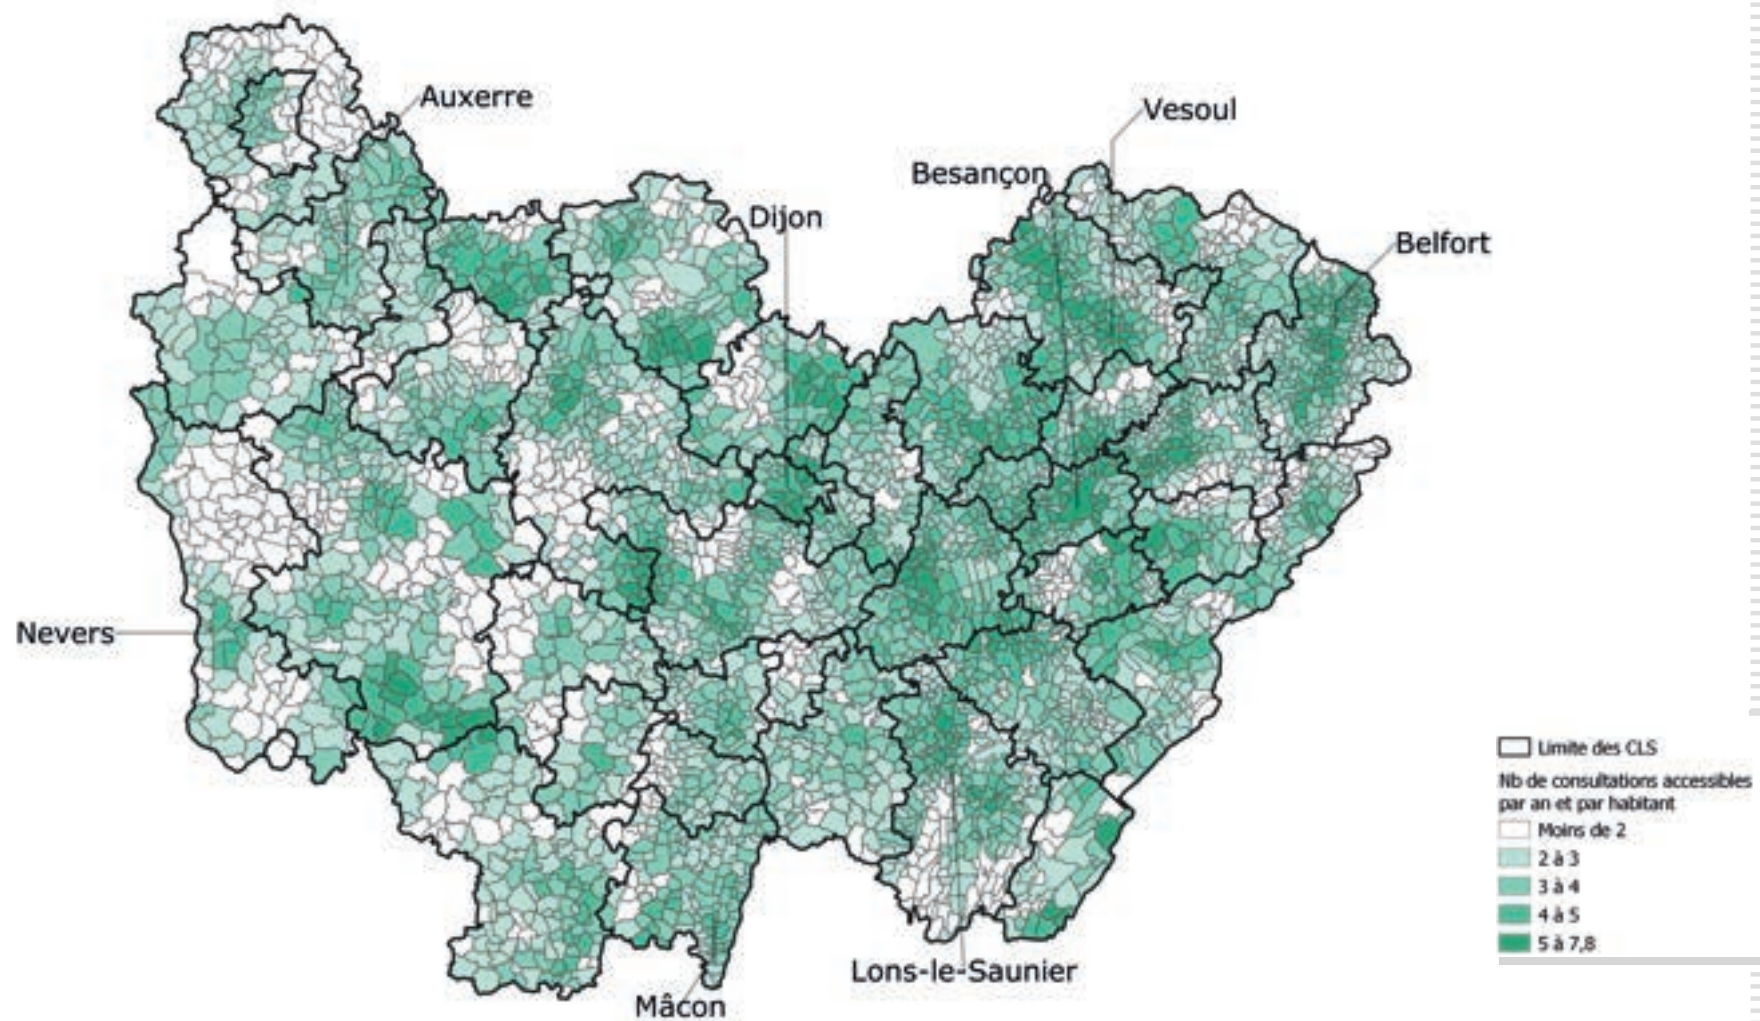 Auxerre
Vesoul
Besançon
Dijon
Belfort
Nevers
Limite des CLS
Nb de consultations accessibles
par an et par habitant
Moins de 2
2 à 3
3 à 4
4 à 5
5 à 7,8
Lons-le-Saunier
Mâcon